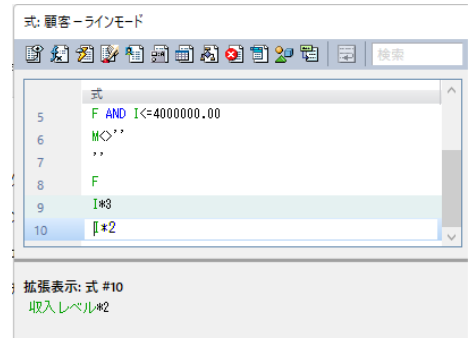 式: 顧客 – ラインモード
検索
式
5 F AND I<=4000000.00
6 M<>''
7 ''
8 F
9 I*3
10 I*2
拡張表示: 式 #10
収入レベル*2